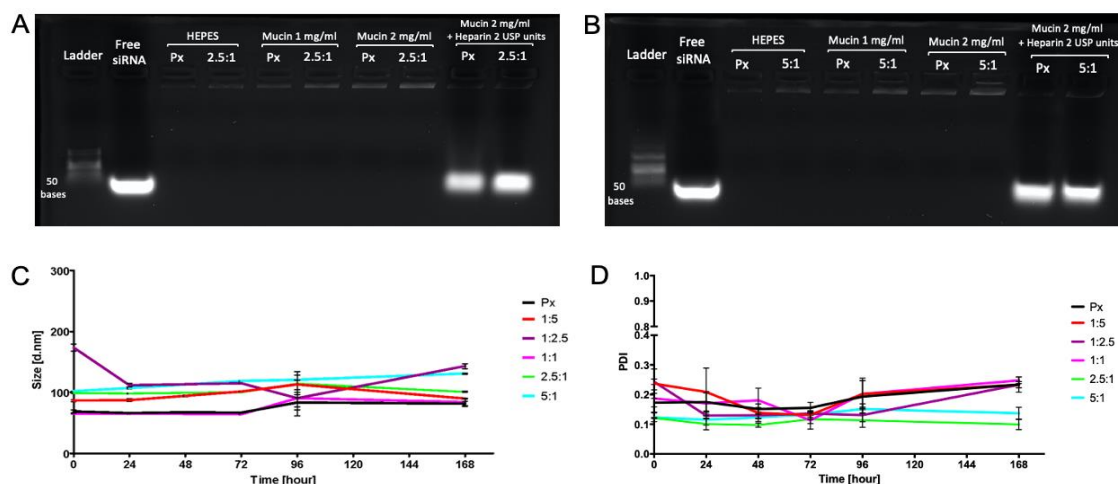 A
Ladder
Free
siRNA
HEPES
Px 2.5:1
Mucin 1 mg/ml
Px 2.5:1
Mucin 2 mg/ml
Px 2.5:1
Mucin 2 mg/ml
+ Heparin 2 USP units
Px 2.5:1
50
bases
B
Ladder
Free
siRNA
HEPES
Px 5:1
Mucin 1 mg/ml
Px 5:1
Mucin 2 mg/ml
Px 5:1
Mucin 2 mg/ml
+ Heparin 2 USP units
Px 5:1
50
bases
C
Size [d.nm]
300
200
100
0
0 24 48 72 96 120 144 168
Time [hour]
Px
1:5
1:2.5
1:1
2.5:1
5:1
D
PDI
1.0
0.9
0.8
0.4
0.3
0.2
0.1
0.0
0 24 48 72 96 120 144 168
Time [hour]
Px
1:5
1:2.5
1:1
2.5:1
5:1